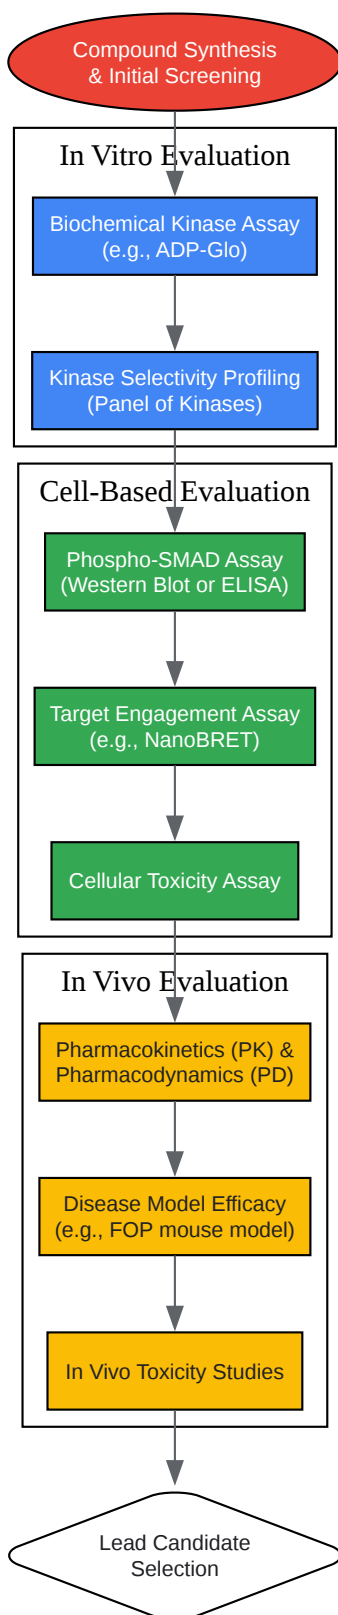 Compound Synthesis
& Initial Screening
In Vitro Evaluation
Biochemical Kinase Assay
(e.g., ADP-Glo)
Kinase Selectivity Profiling
(Panel of Kinases)
Cell-Based Evaluation
Phospho-SMAD Assay
(Western Blot or ELISA)
Target Engagement Assay
(e.g., NanoBRET)
Cellular Toxicity Assay
In Vivo Evaluation
Pharmacokinetics (PK) &
Pharmacodynamics (PD)
Disease Model Efficacy
(e.g., FOP mouse model)
In Vivo Toxicity Studies
Lead Candidate
Selection